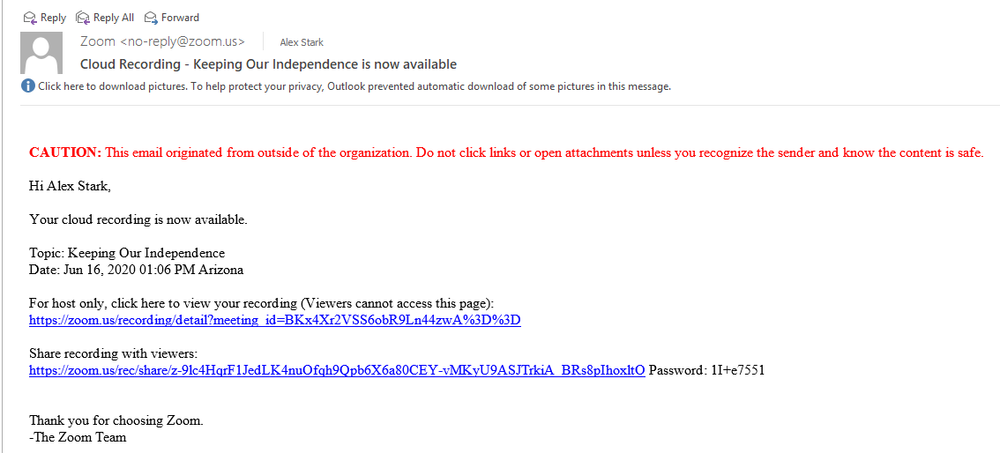 Reply Reply All Forward
Zoom <no-reply@zoom.us> Alex Stark
Cloud Recording - Keeping Our Independence is now available
Click here to download pictures. To help protect your privacy, Outlook prevented automatic download of some pictures in this message.
CAUTION: This email originated from outside of the organization. Do not click links or open attachments unless you recognize the sender and know the content is safe.
Hi Alex Stark,
Your cloud recording is now available.
Topic: Keeping Our Independence
Date: Jun 16, 2020 01:06 PM Arizona
For host only, click here to view your recording (Viewers cannot access this page):
https://zoom.us/recording/detail?meeting_id=BKx4Xr2VSS6obR9Ln44zwA%3D%3D
Share recording with viewers:
https://zoom.us/rec/share/z-9lc4HqrF1JedLK4nuOfqh9Qpb6X6a80CEY-vMKyU9ASJTrkiA_BRs8pIhoxltO Password: 1I+e7551
Thank you for choosing Zoom.
-The Zoom Team